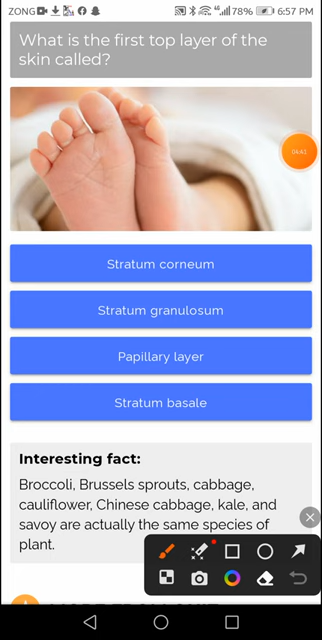 ZONG
4G
78%
6:57 PM
What is the first top layer of the
skin called?
Stratum corneum
Stratum granulosum
Papillary layer
Stratum basale
Interesting fact:
Broccoli, Brussels sprouts, cabbage,
cauliflower, Chinese cabbage, kale, and
savoy are actually the same species of
plant.